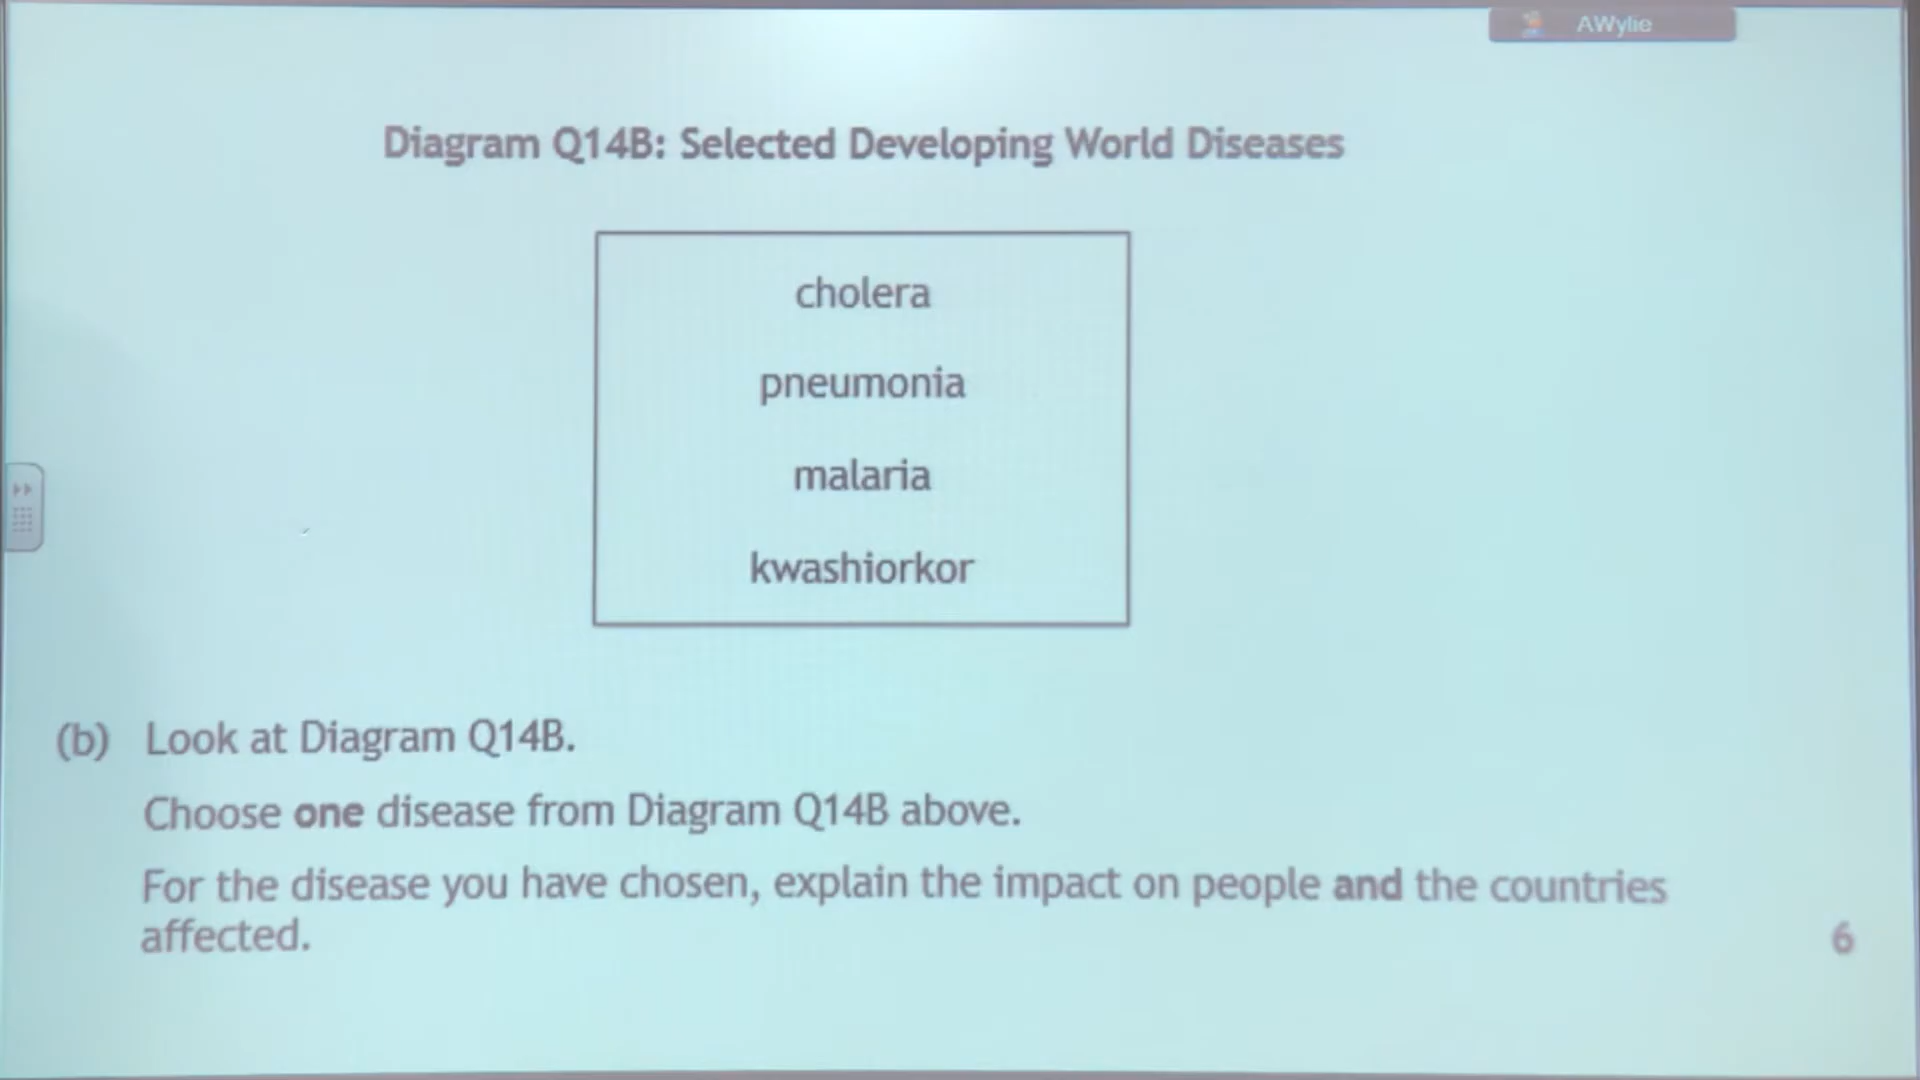 AWylie
Diagram Q14B: Selected Developing World Diseases
cholera
pneumonia
malaria
kwashiorkor
(b) Look at Diagram Q14B.
Choose one disease from Diagram Q14B above.
For the disease you have chosen, explain the impact on people and the countries
affected.
6